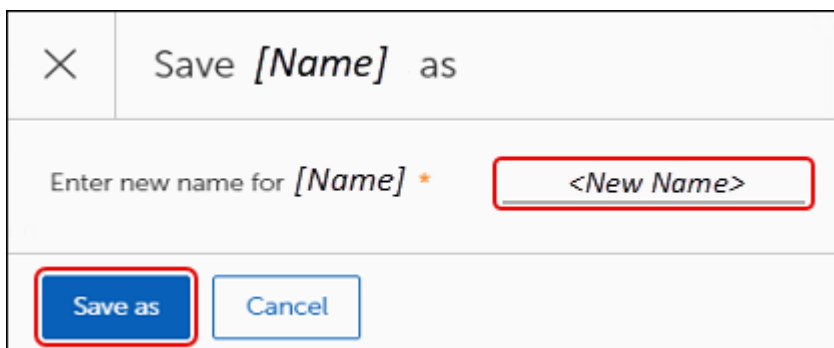 Save [Name] as
Enter new name for [Name] * <New Name>
Save as Cancel